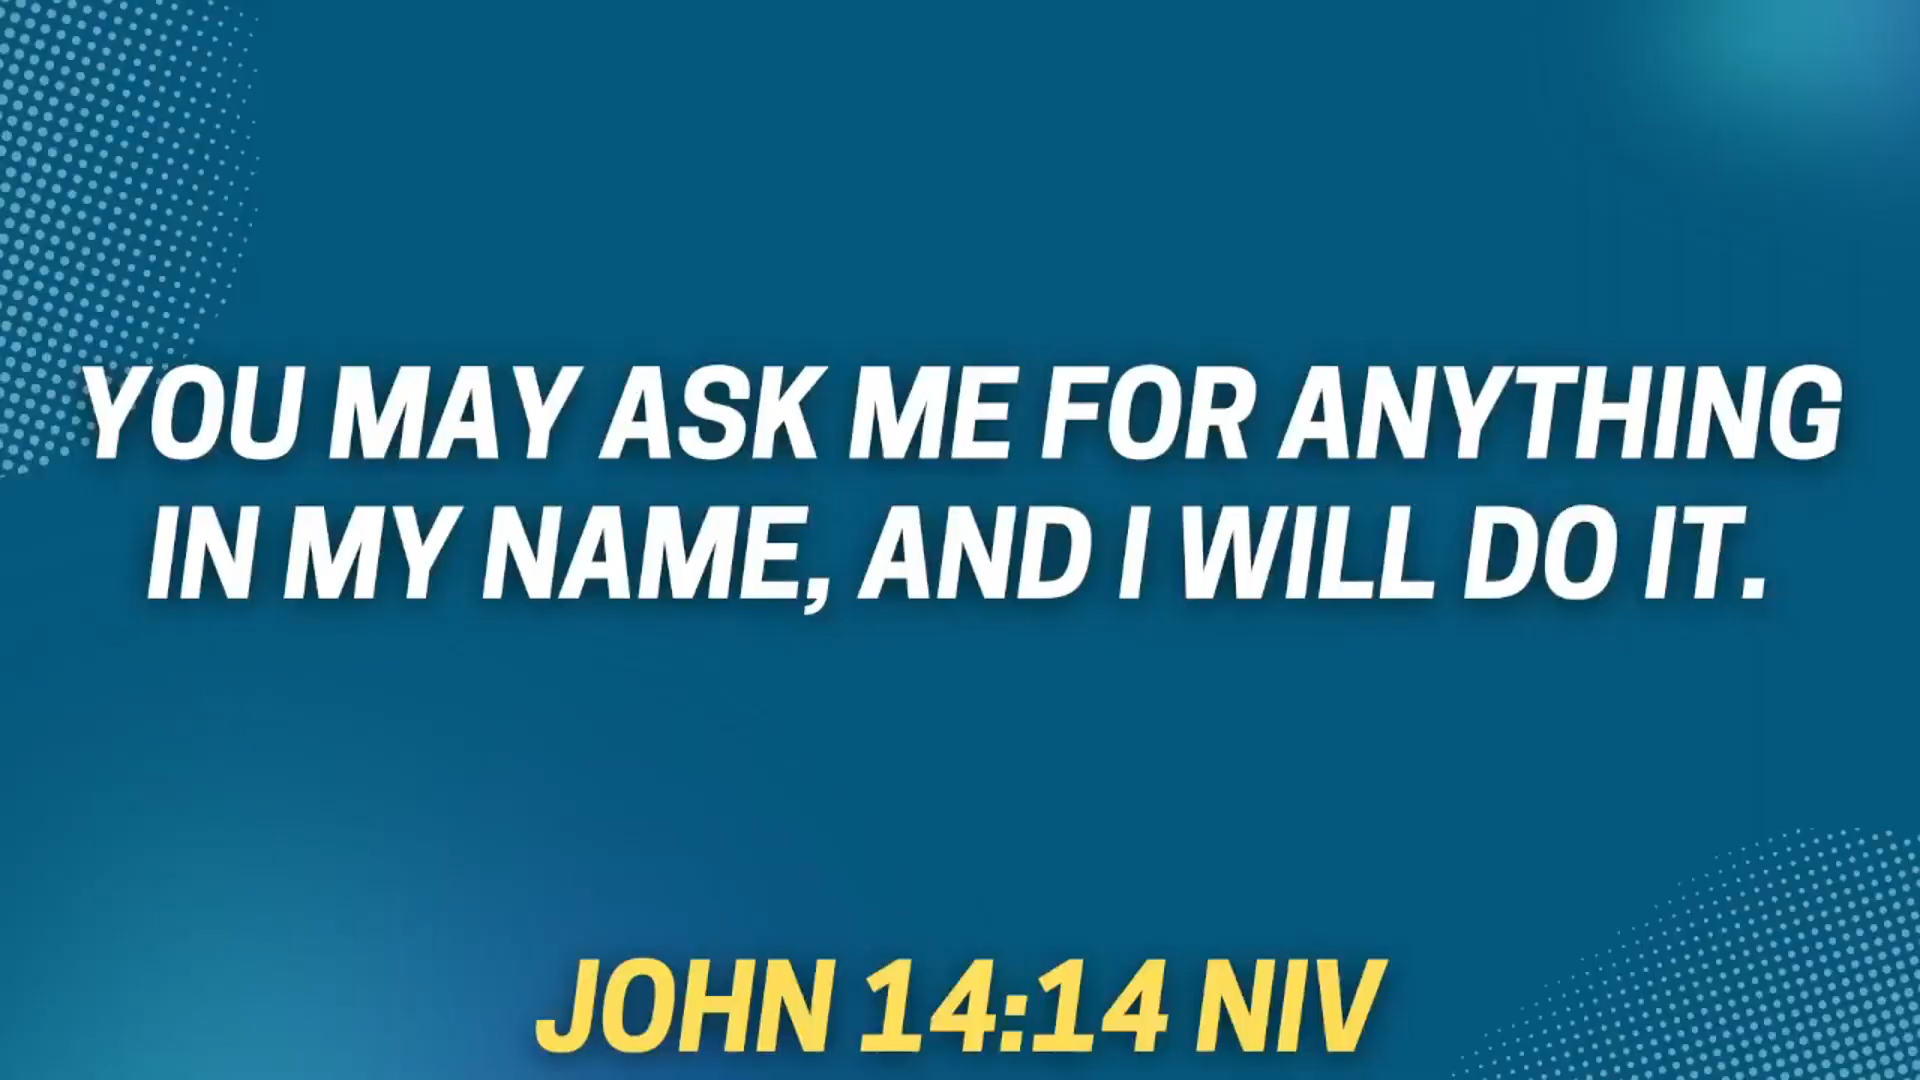 YOU MAY ASK ME FOR ANYTHING
IN MY NAME, AND I WILL DO IT.
JOHN 14:14 NIV